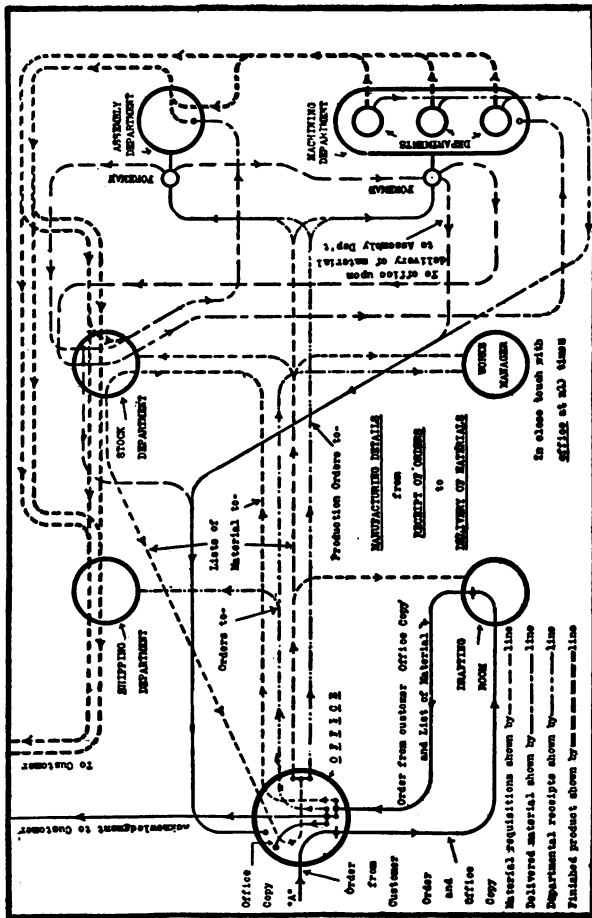 To Customer
Acknowledgment to Customer
SHIPPING
DEPARTMENT
STOCK
DEPARTMENT
ASSEMBLY
DEPARTMENT
FOREMAN
MACHINING
DEPARTMENT
DEPARTMENTS
FOREMAN
To office upon
delivery of material
to Assembly Dep't
Orders to-
Lists of
Material to-
Production Orders to-
Office
Copy
"A"
Order
from
Customer
OFFICE
Order from customer Office Copy
and List of Material
Order
and
Office
Copy
DRAFTING
ROOM
MANUFACTURING DETAILS
from
RECEIPT OF ORDERS
to
DELIVERY OF MATERIALS
WORKS
MANAGER
In close touch with
office at all times
Material requisitions shown by line
Delivered material shown by line
Departmental receipts shown by line
Finished product shown by line